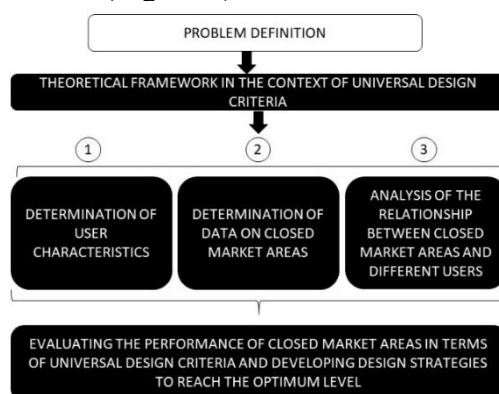 PROBLEM DEFINITION
THEORETICAL FRAMEWORK IN THE CONTEXT OF UNIVERSAL DESIGN
CRITERIA
1
2
3
DETERMINATION OF
USER
CHARACTERISTICS
DETERMINATION OF
DATA ON CLOSED
MARKET AREAS
ANALYSIS OF THE
RELATIONSHIP
BETWEEN CLOSED
MARKET AREAS AND
DIFFERENT USERS
EVALUATING THE PERFORMANCE OF CLOSED MARKET AREAS IN TERMS
OF UNIVERSAL DESIGN CRITERIA AND DEVELOPING DESIGN STRATEGIES
TO REACH THE OPTIMUM LEVEL